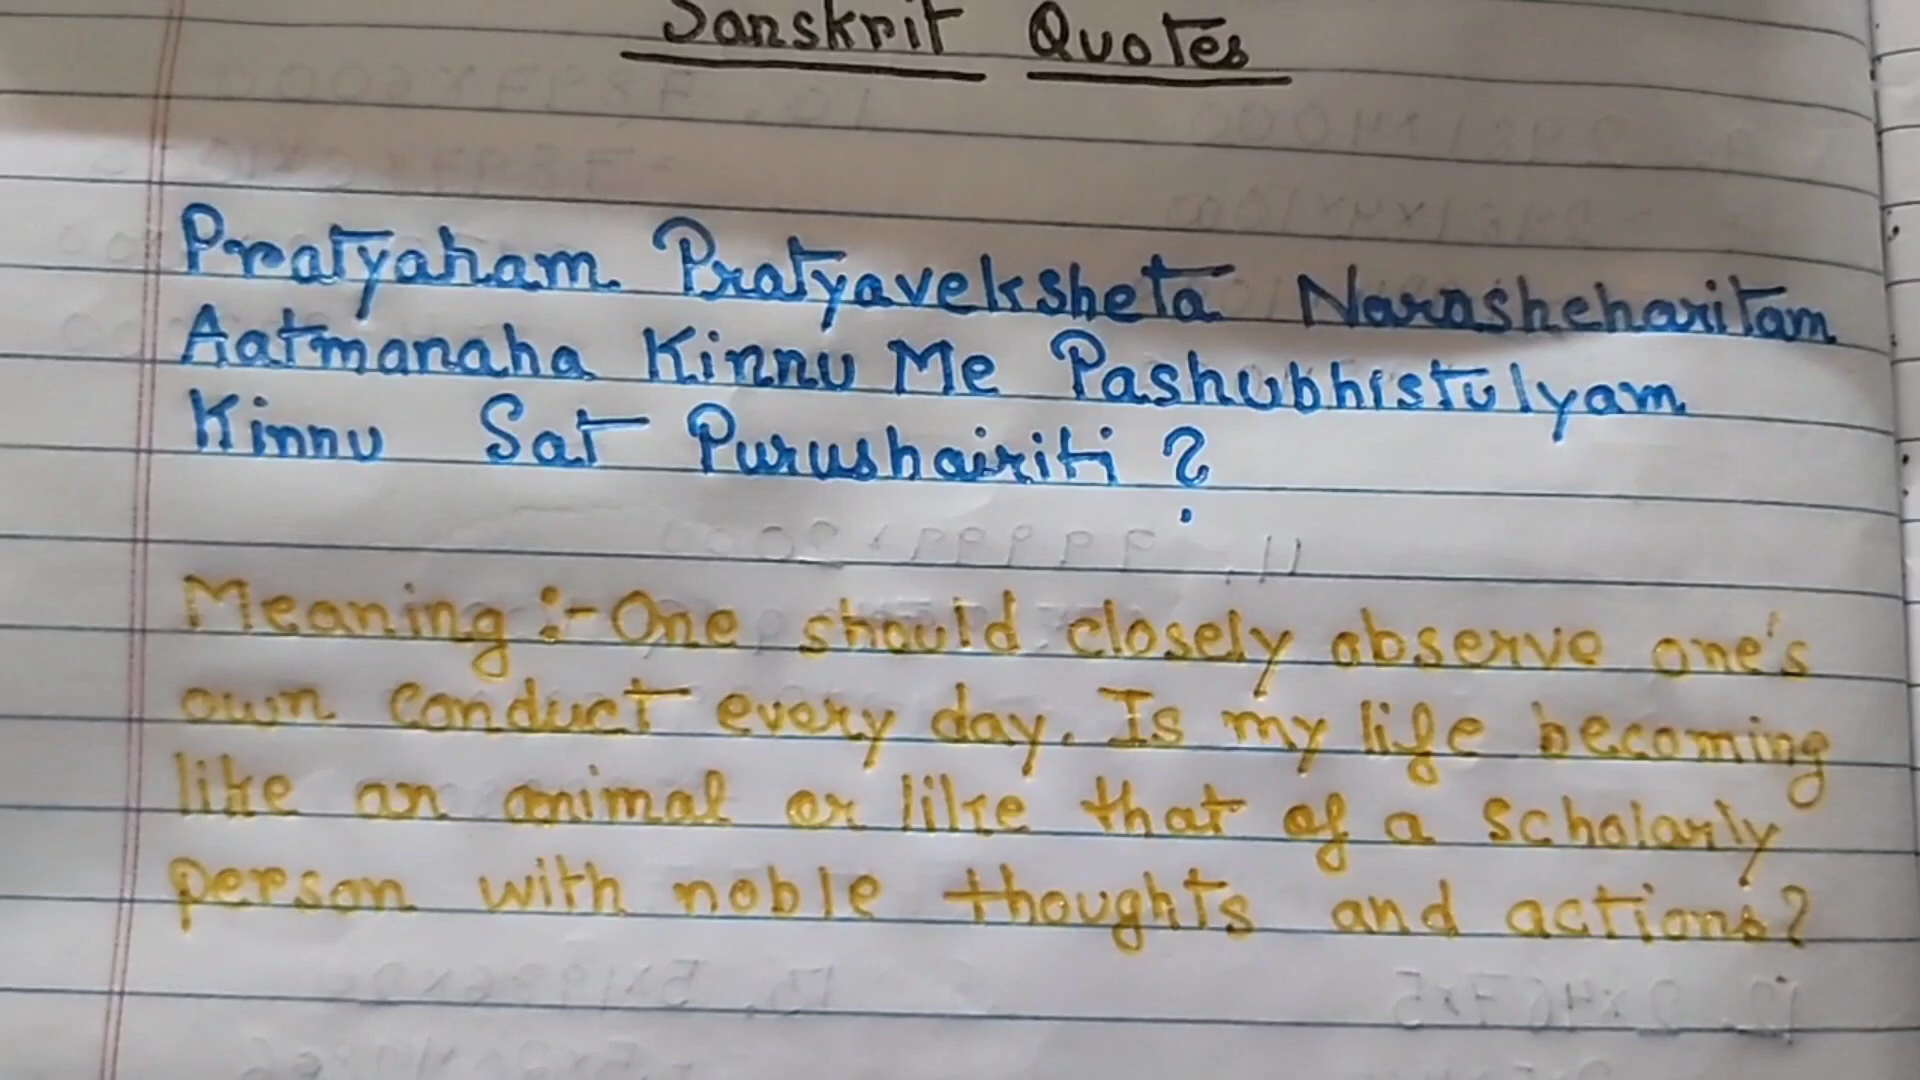 Sanskrit Quotes
Pratyaham Pratyaveksheta Narasheharitam
Aatmanaha Kinnu Me Pashubhistulyam
Kinnu Sat Purushairiti ?
Meaning :- One should closely observe one's
own conduct every day. Is my life becoming
like an animal or like that of a scholarly
person with noble thoughts and actions?